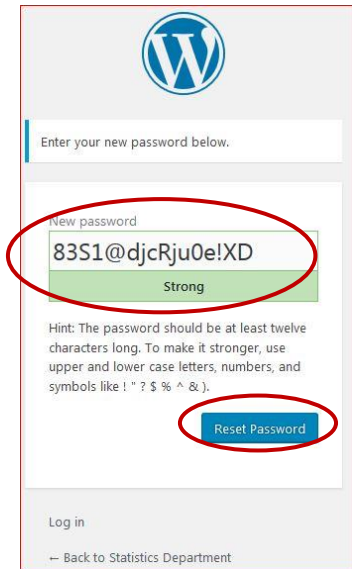 Enter your new password below.
New password
83S1@djcRju0e!XD
Strong
Hint: The password should be at least twelve
characters long. To make it stronger, use
upper and lower case letters, numbers, and
symbols like ! " ? $ % ^ & ).
Reset Password
Log in
← Back to Statistics Department